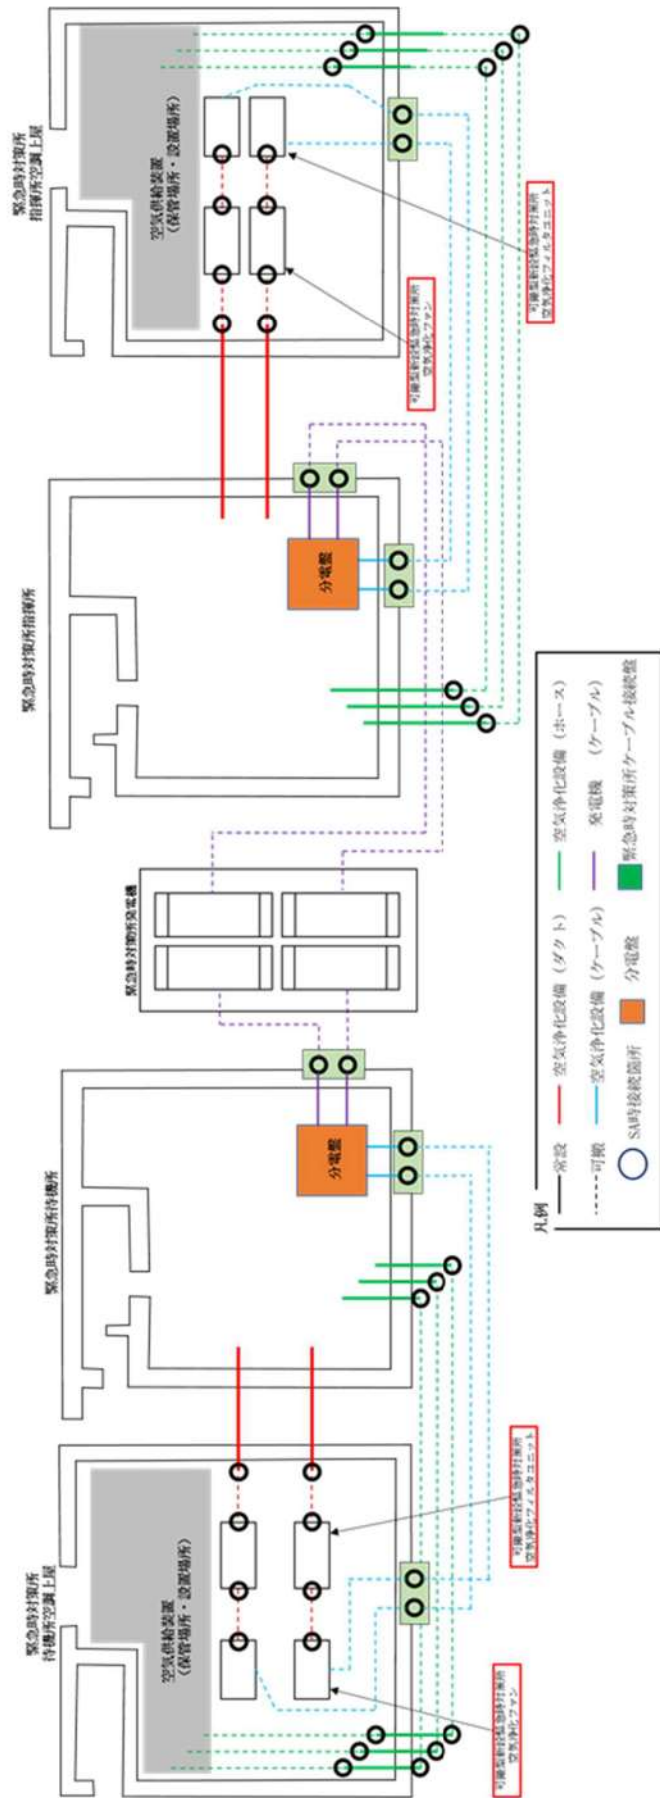 緊急時対策所
待機所空調上屋
空気供給装置
(保管場所・設置場所)
可搬型新設緊急時対策所
空気浄化ファン
可搬型新設緊急時対策所
空気浄化フィルタユニット
緊急時対策所待機所
分電盤
緊急時対策所発電機
緊急時対策所指揮所
分電盤
緊急時対策所
指揮所空調上屋
空気供給装置
(保管場所・設置場所)
可搬型新設緊急時対策所
空気浄化ファン
可搬型新設緊急時対策所
空気浄化フィルタユニット
凡例
常設 空気浄化設備(ダクト) 空気浄化設備(ホース)
可搬 空気浄化設備(ケーブル) 発電機 (ケーブル)
SA時接続箇所 分電盤 緊急時対策所ケーブル接続盤